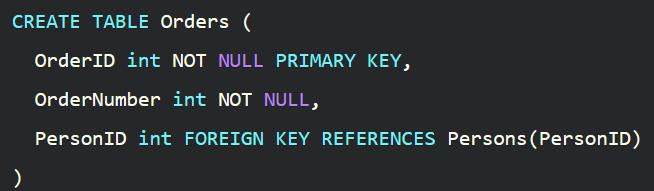 CREATE TABLE Orders (
OrderID int NOT NULL PRIMARY KEY,
OrderNumber int NOT NULL,
PersonID int FOREIGN KEY REFERENCES Persons(PersonID)
)